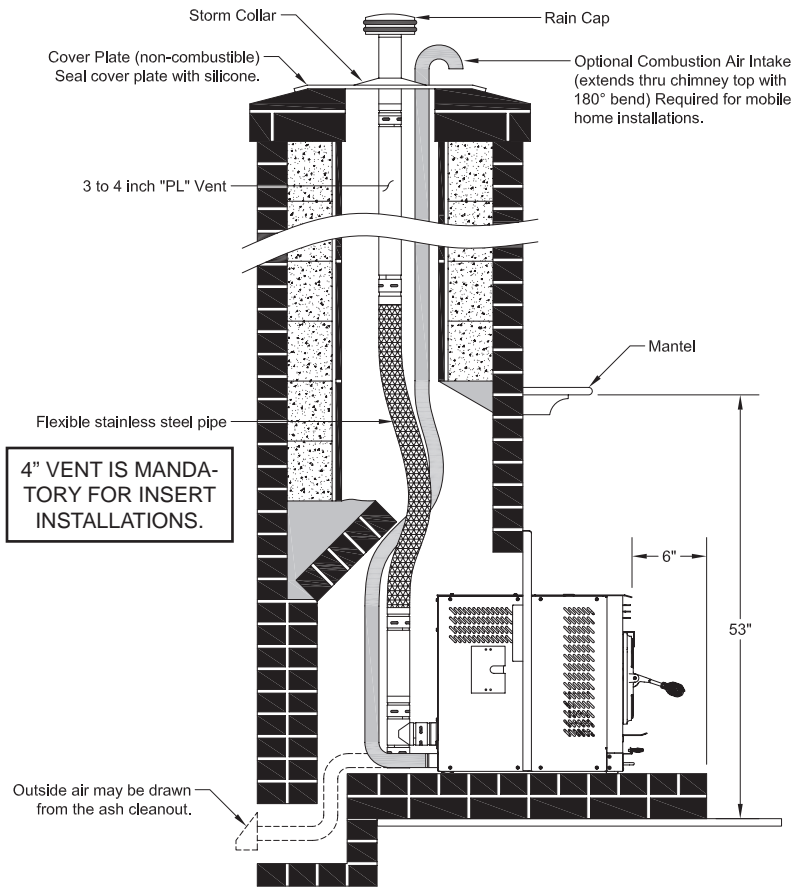 Storm Collar
Rain Cap
Cover Plate (non-combustible)
Seal cover plate with silicone.
Optional Combustion Air Intake
(extends thru chimney top with
180° bend) Required for mobile
home installations.
3 to 4 inch "PL" Vent
Mantel
Flexible stainless steel pipe
4” VENT IS MANDA-
TORY FOR INSERT
INSTALLATIONS.
6"
53"
Outside air may be drawn
from the ash cleanout.